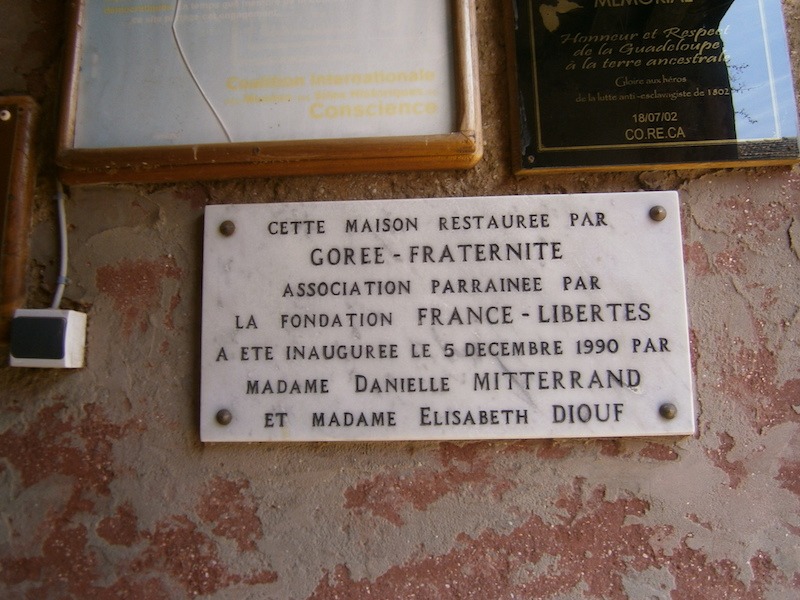 Coalition Internationale
Conscience
MEMORIAL
Honneur et Respect
de la Guadeloupe
à la terre ancestrale
Gloire aux héros
de la lutte anti-esclavagiste de 1802
18/07/02
CO.RE.CA
CETTE MAISON RESTAUREE PAR
GOREE - FRATERNITE
ASSOCIATION PARRAINEE PAR
LA FONDATION FRANCE - LIBERTES
A ETE INAUGUREE LE 5 DECEMBRE 1990 PAR
MADAME DANIELLE MITTERRAND
ET MADAME ELISABETH DIOUF